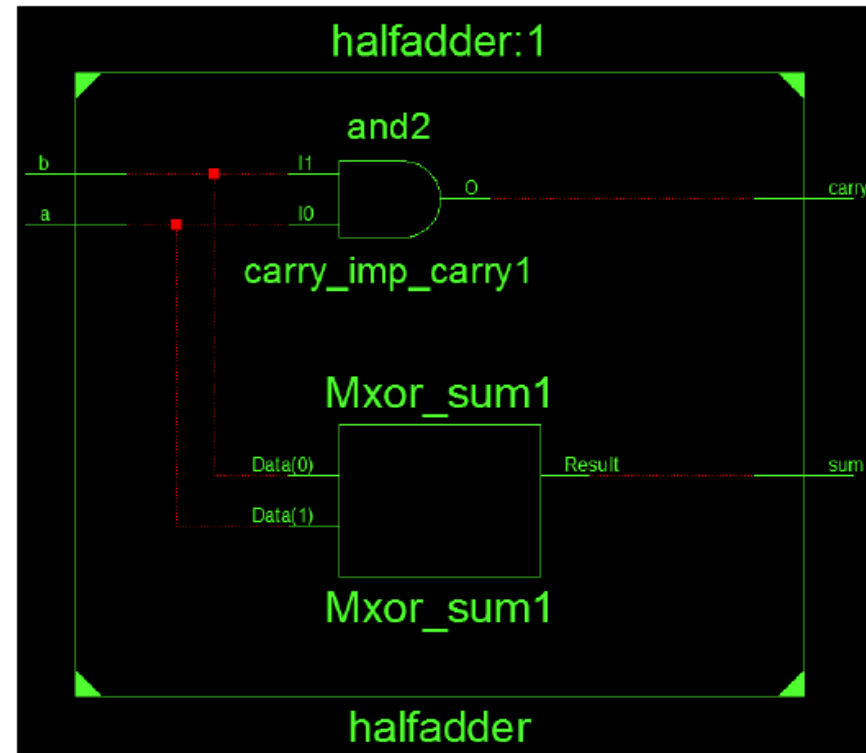 halfadder:1
and2
b
I1
O
carry
a
I0
carry_imp_carry1
Mxor_sum1
Data(0)
Result
sum
Data(1)
Mxor_sum1
halfadder